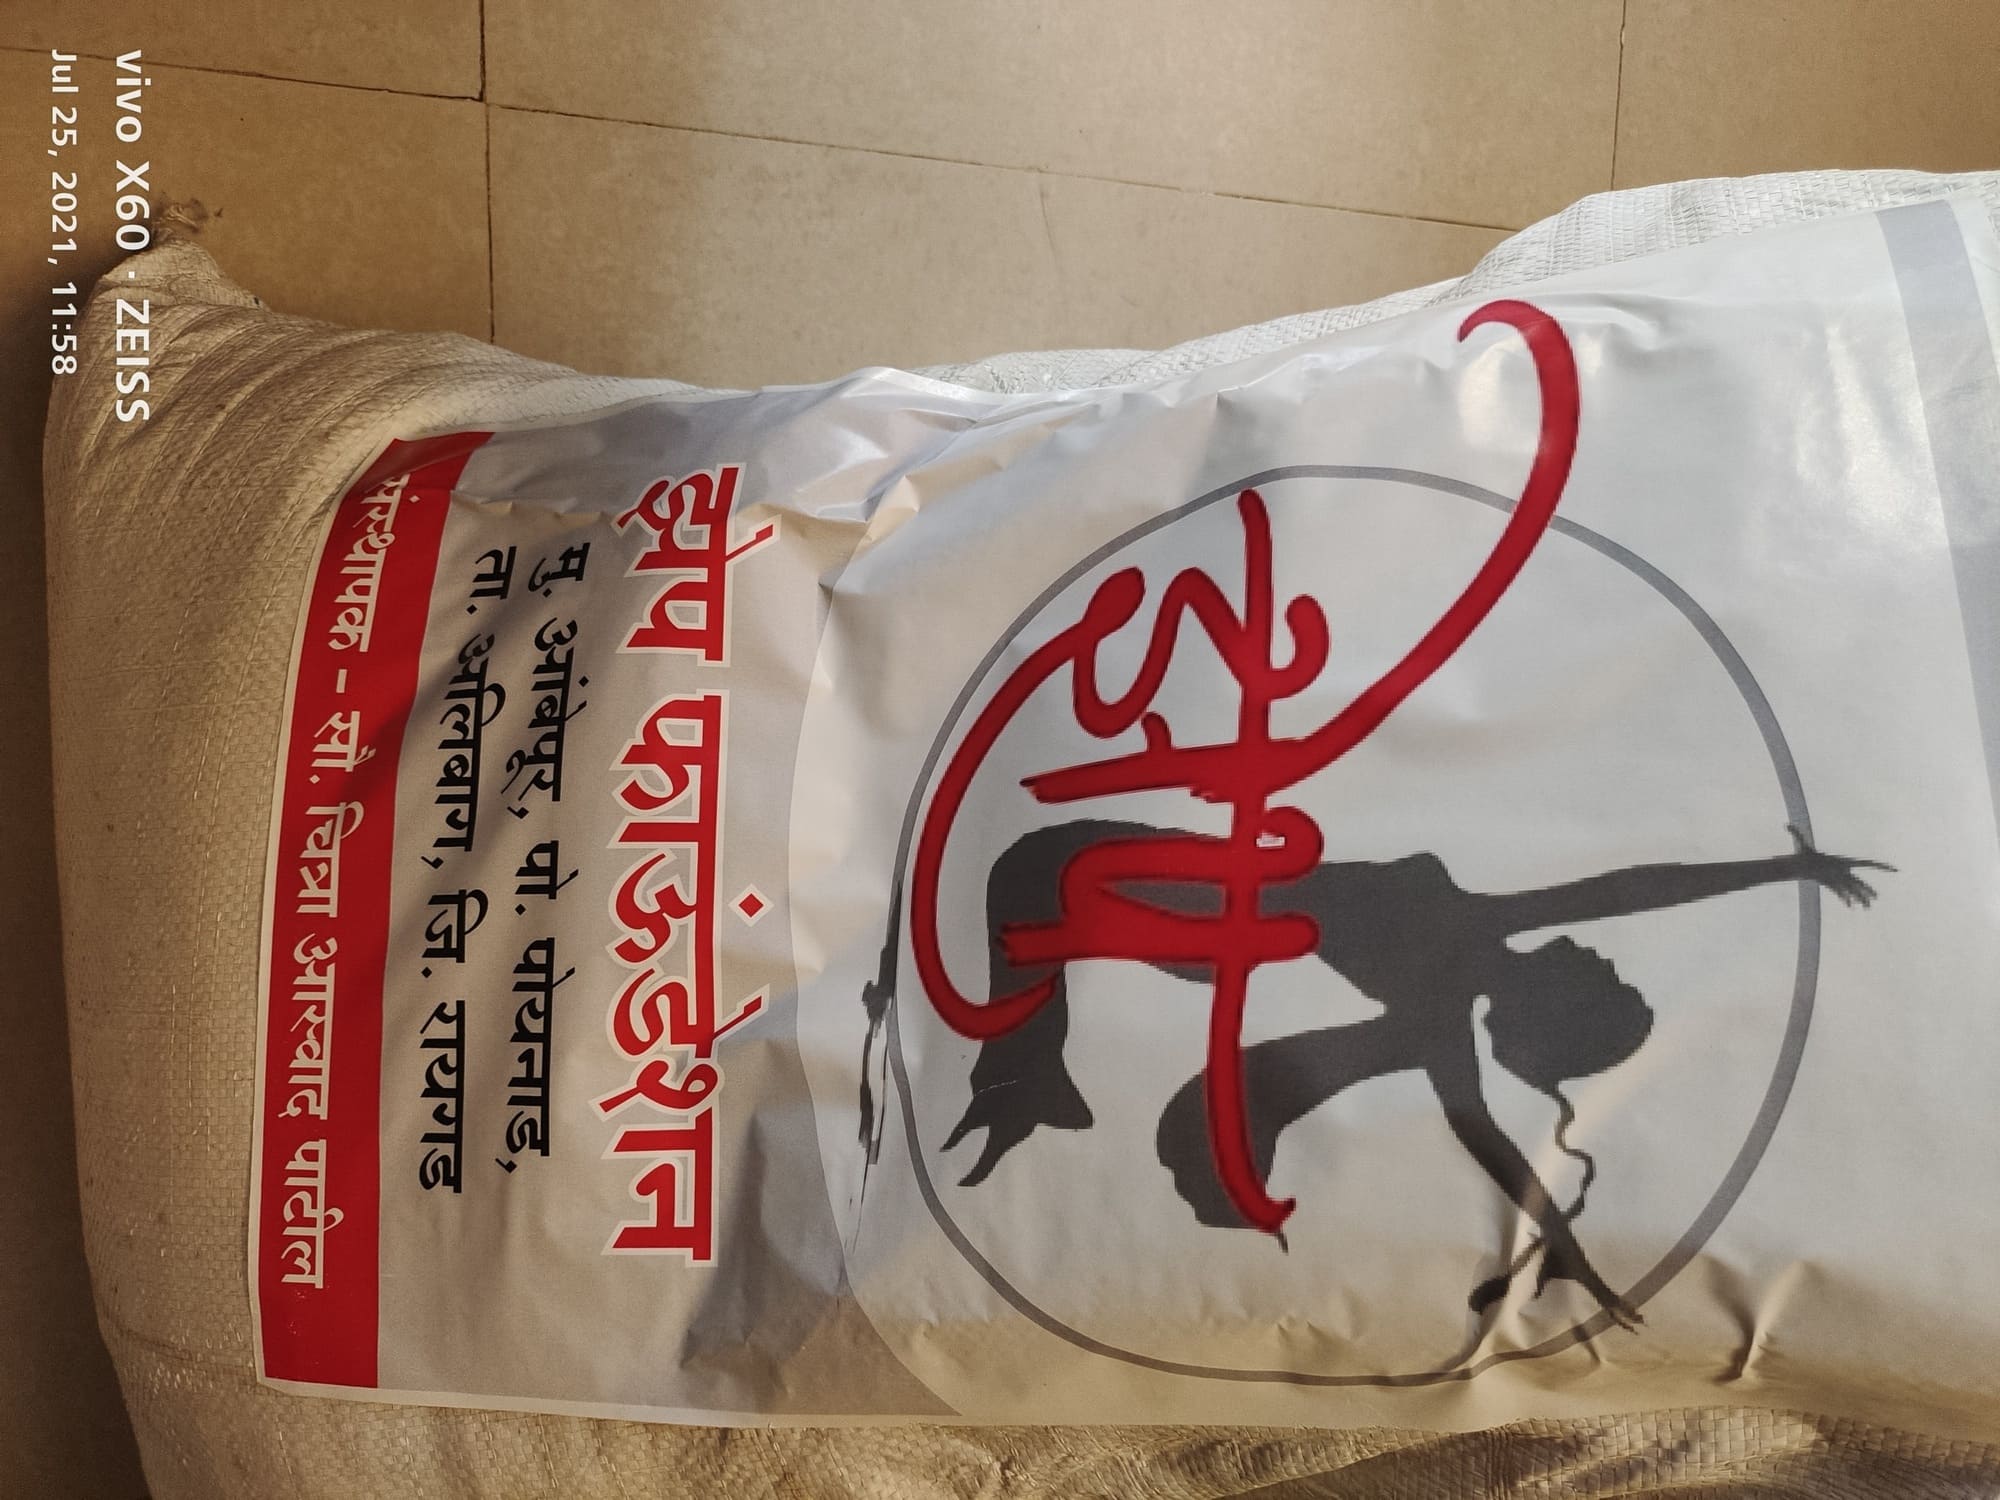 झेप
झेप फाऊंडेशन
मु. आंबेपूर, पो. पोयनाड,
ता. अलिबाग, जि. रायगड
संस्थापक - सौ. चित्रा आस्वाद पाटील
vivo X60 · ZEISS
Jul 25, 2021, 11:58